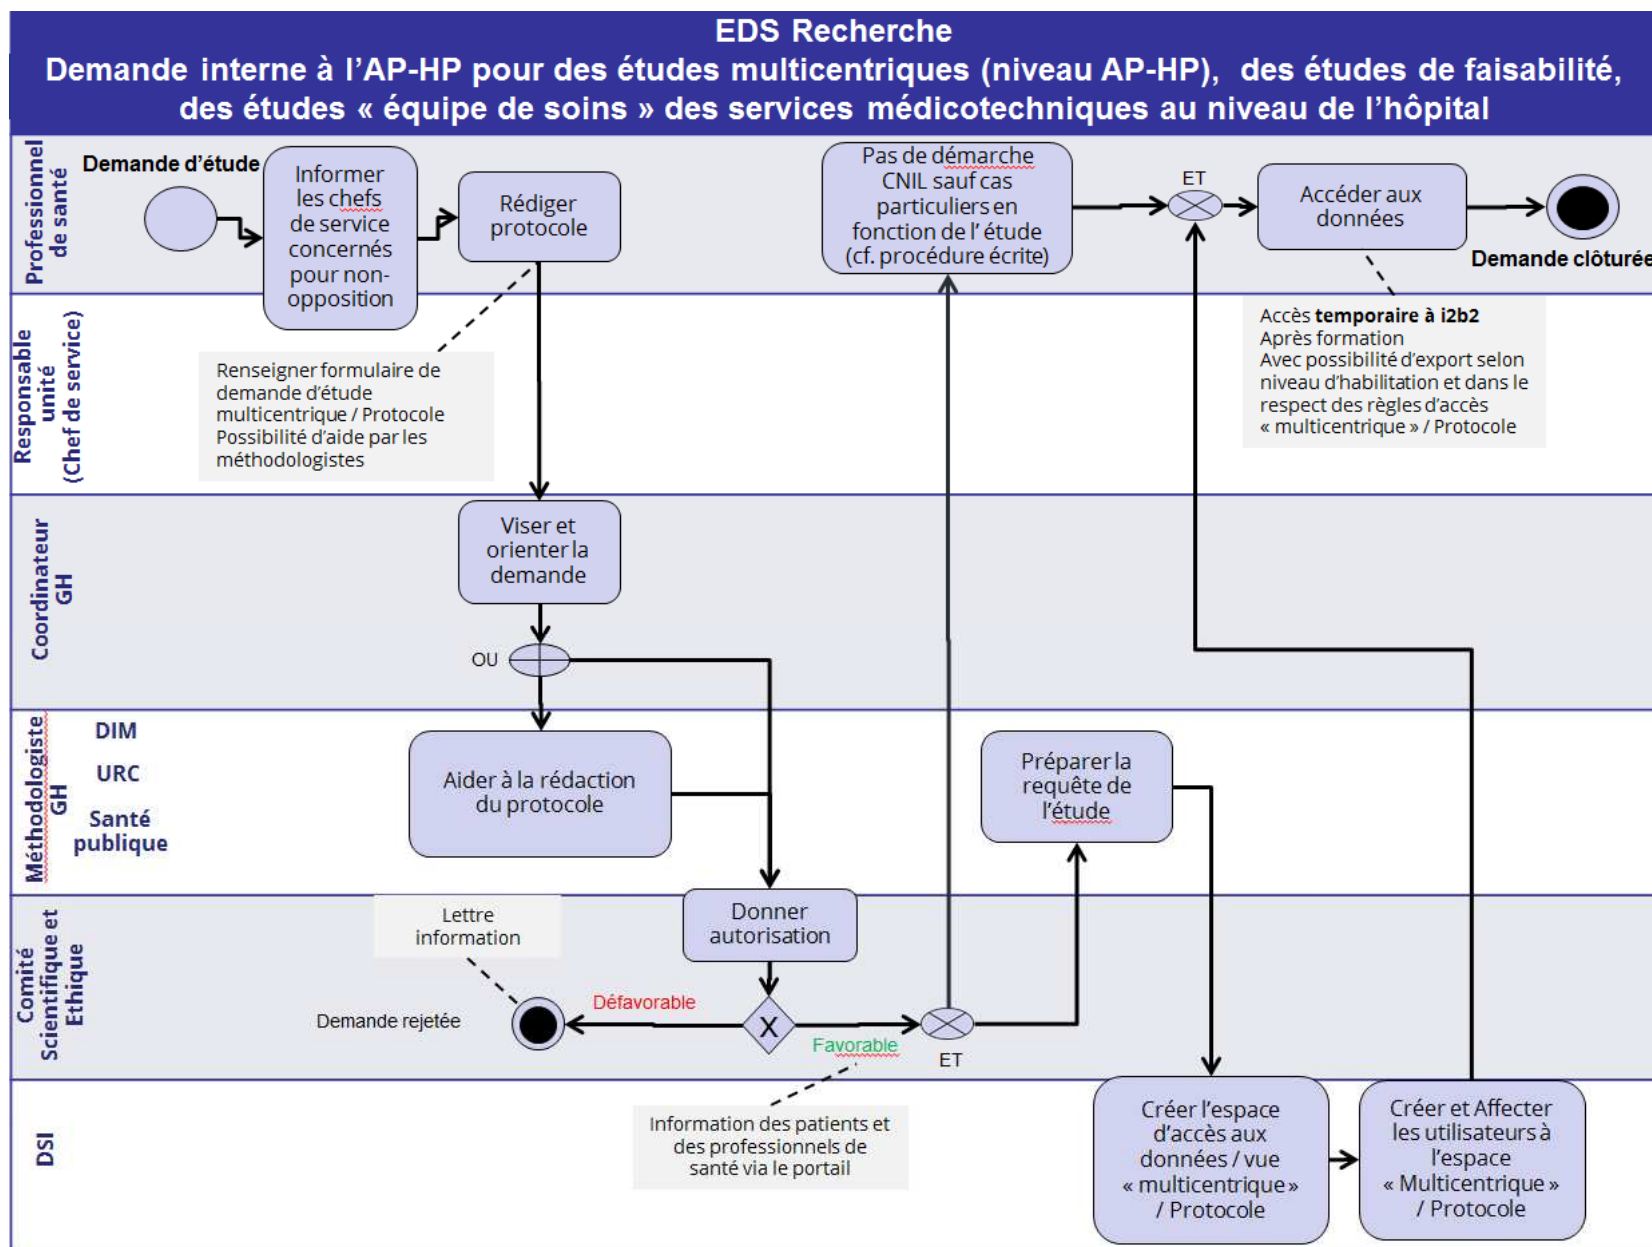 EDS Recherche
Demande interne à l'AP-HP pour des études multicentriques (niveau AP-HP), des études de faisabilité,
des études « équipe de soins » des services médicotechniques au niveau de l'hôpital
Professionnel
de santé
Demande d'étude
Informer
les chefs
de service
concernés
pour non-
opposition
Rédiger
protocole
Pas de démarche
CNIL sauf cas
particuliers en
fonction de l' étude
(cf. procédure écrite)
ET
Accéder aux
données
Demande clôturée
Responsable
unité
(Chef de service)
Renseigner formulaire de
demande d'étude
multicentrique / Protocole
Possibilité d'aide par les
méthodologistes
Accès temporaire à i2b2
Après formation
Avec possibilité d'export selon
niveau d'habilitation et dans le
respect des règles d'accès
« multicentrique » / Protocole
Coordinateur
GH
Viser et
orienter la
demande
OU
Méthodologiste
GH
DIM
URC
Santé
publique
Aider à la rédaction
du protocole
Préparer la
requête de
l'étude
Comité
Scientifique et
Ethique
Lettre
information
Donner
autorisation
Demande rejetée
Défavorable
X
Favorable
ET
DSI
Information des patients et
des professionnels de
santé via le portail
Créer l'espace
d'accès aux
données / vue
« multicentrique »
/ Protocole
Créer et Affecter
les utilisateurs à
l'espace
« Multicentrique »
/ Protocole